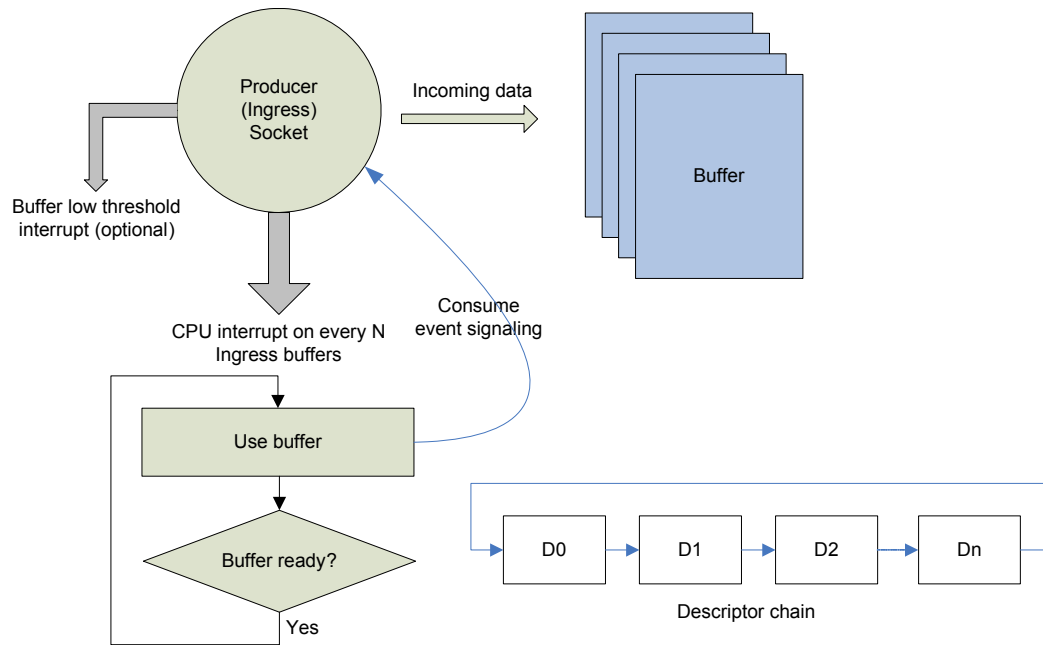 Producer
(Ingress)
Socket
Incoming data
Buffer
Buffer low threshold
interrupt (optional)
Consume
event signaling
CPU interrupt on every N
Ingress buffers
Use buffer
Buffer ready?
Yes
D0
D1
D2
Dn
Descriptor chain